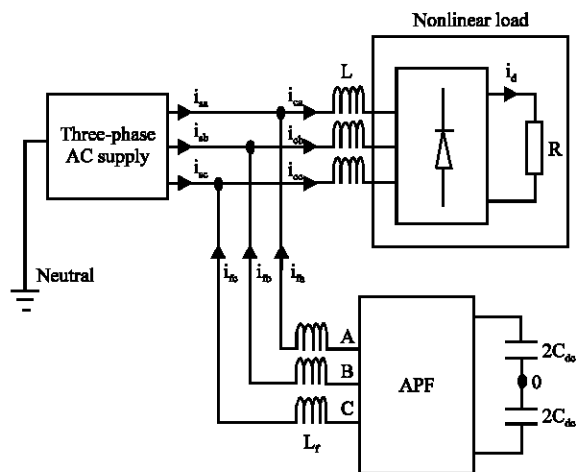 Nonlinear load
L
i_sa
i_ca
i_d
Three-phase
AC supply
i_sb
i_cb
R
i_sc
i_cc
Neutral
i_fc
i_fb
i_fa
A
B
C
L_f
APF
2C_dc
0
2C_dc